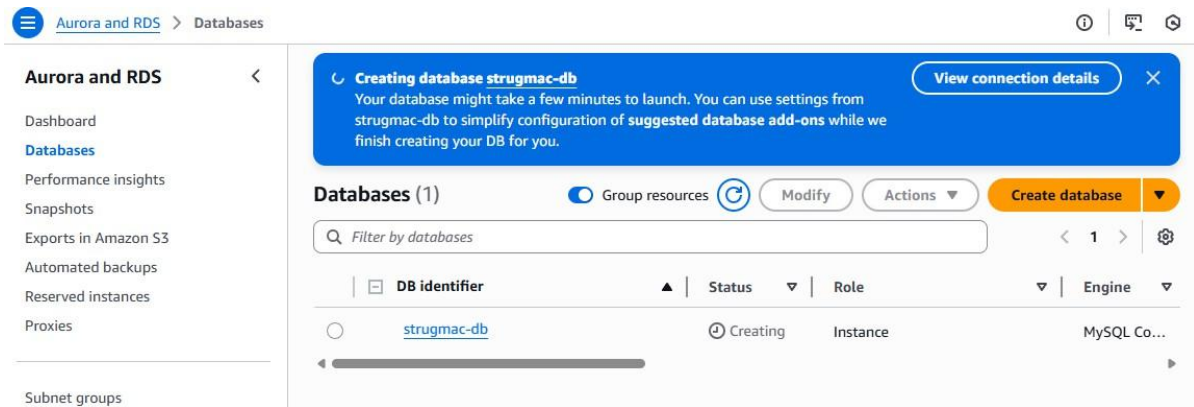 Aurora and RDS > Databases
Aurora and RDS
Dashboard
Databases
Performance insights
Snapshots
Exports in Amazon S3
Automated backups
Reserved instances
Proxies
Subnet groups
Creating database strugmac-db
View connection details
Your database might take a few minutes to launch. You can use settings from
strugmac-db to simplify configuration of suggested database add-ons while we
finish creating your DB for you.
Databases (1)
Group resources
Modify
Actions
Create database
Filter by databases
< 1 >
DB identifier Status Role Engine
strugmac-db Creating Instance MySQL Co...